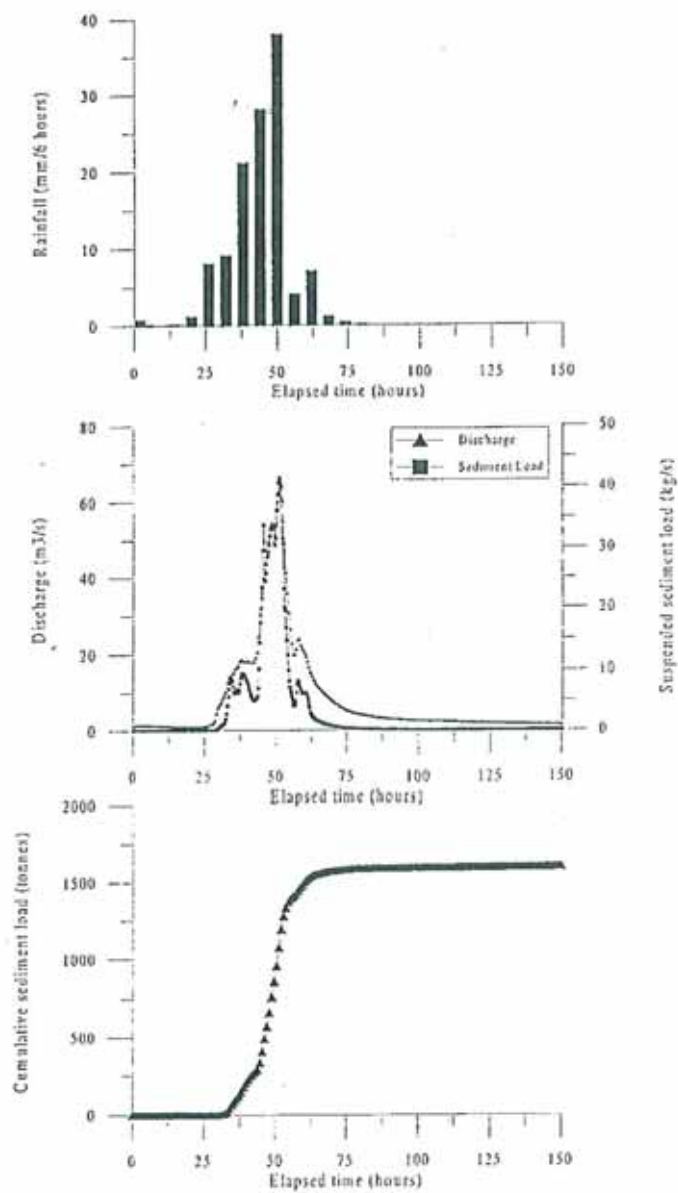 40
30
20
10
0
Rainfall (mm/6 hours)
0 25 50 75 100 125 150
Elapsed time (hours)
80
60
40
20
0
Discharge (m3/s)
50
40
30
20
10
0
Suspended sediment load (kg/s)
Discharge
Sediment Load
0 25 50 75 100 125 150
Elapsed time (hours)
2000
1500
1000
500
0
Cumulative sediment load (tonnes)
0 25 50 75 100 125 150
Elapsed time (hours)